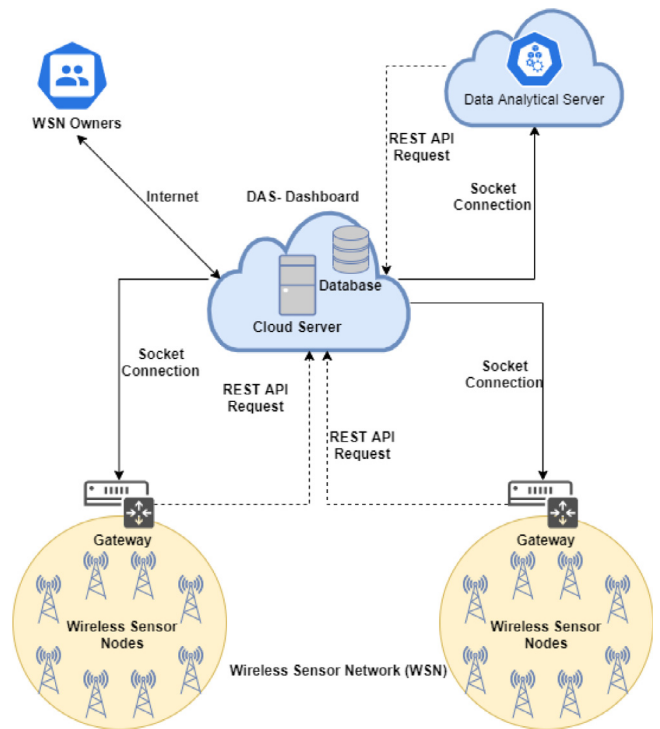 WSN Owners
Data Analytical Server
REST API
Request
Internet
DAS- Dashboard
Socket
Connection
Database
Cloud Server
Socket
Connection
Socket
Connection
REST API
Request
REST API
Request
Gateway
Gateway
Wireless Sensor
Nodes
Wireless Sensor
Nodes
Wireless Sensor Network (WSN)